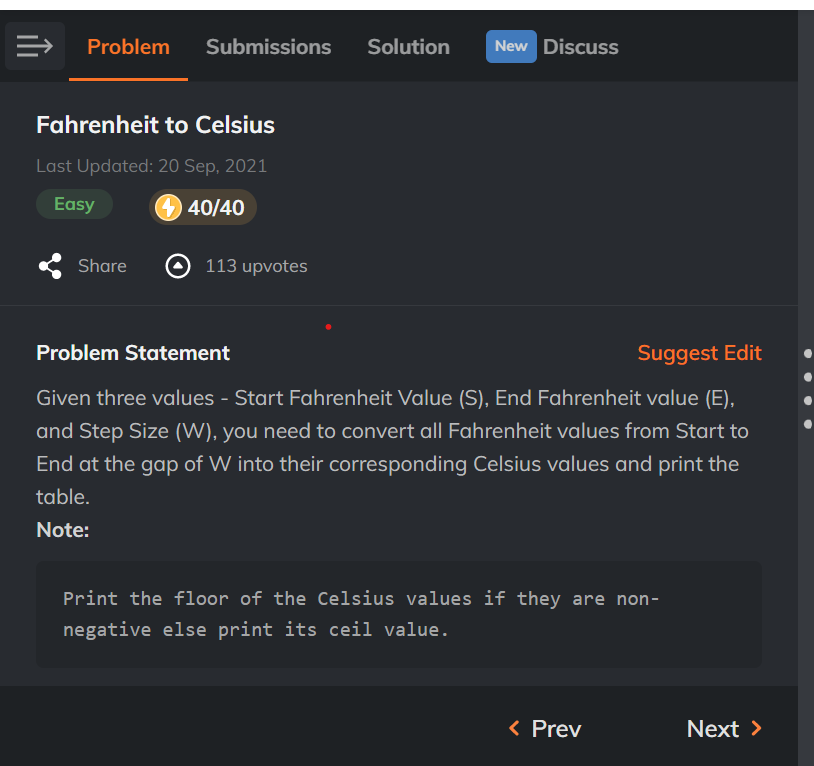 Problem Submissions Solution New Discuss
Fahrenheit to Celsius
Last Updated: 20 Sep, 2021
Easy 40/40
Share 113 upvotes
Problem Statement Suggest Edit
Given three values - Start Fahrenheit Value (S), End Fahrenheit value (E),
and Step Size (W), you need to convert all Fahrenheit values from Start to
End at the gap of W into their corresponding Celsius values and print the
table.
Note:
Print the floor of the Celsius values if they are non-
negative else print its ceil value.
Prev Next